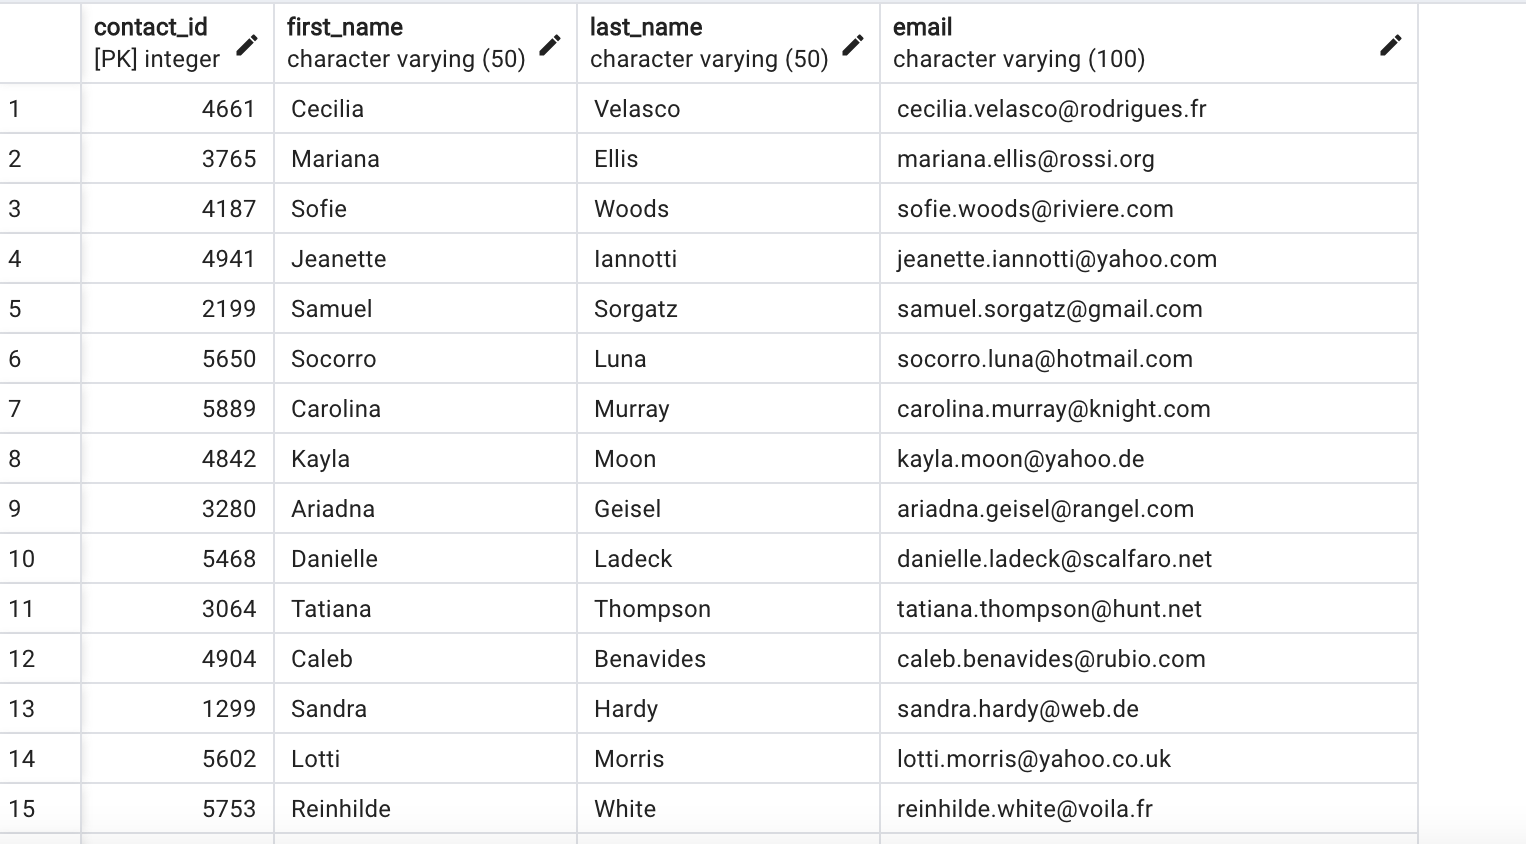 contact_id first_name last_name email
[PK] integer character varying (50) character varying (50) character varying (100)
1 4661 Cecilia Velasco cecilia.velasco@rodrigues.fr
2 3765 Mariana Ellis mariana.ellis@rossi.org
3 4187 Sofie Woods sofie.woods@riviere.com
4 4941 Jeanette Iannotti jeanette.iannotti@yahoo.com
5 2199 Samuel Sorgatz samuel.sorgatz@gmail.com
6 5650 Socorro Luna socorro.luna@hotmail.com
7 5889 Carolina Murray carolina.murray@knight.com
8 4842 Kayla Moon kayla.moon@yahoo.de
9 3280 Ariadna Geisel ariadna.geisel@rangel.com
10 5468 Danielle Ladeck danielle.ladeck@scalfaro.net
11 3064 Tatiana Thompson tatiana.thompson@hunt.net
12 4904 Caleb Benavides caleb.benavides@rubio.com
13 1299 Sandra Hardy sandra.hardy@web.de
14 5602 Lotti Morris lotti.morris@yahoo.co.uk
15 5753 Reinhilde White reinhilde.white@voila.fr